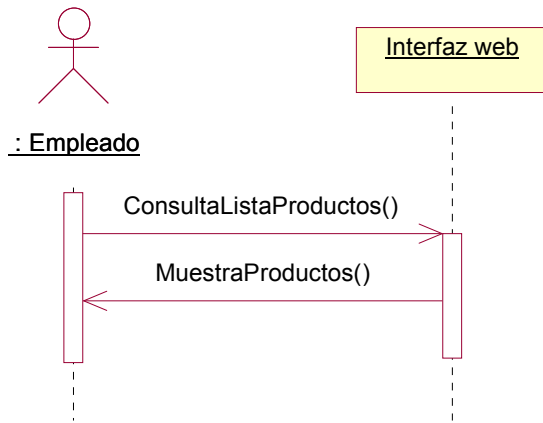 Interfaz web
: Empleado
ConsultaListaProductos()
MuestraProductos()